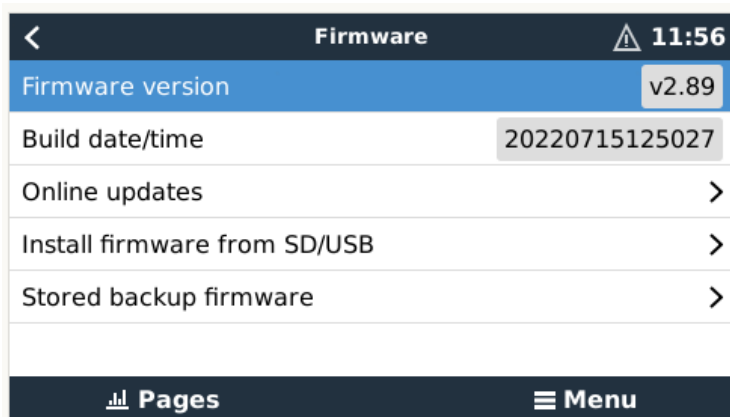 Firmware 11:56
Firmware version v2.89
Build date/time 20220715125027
Online updates
Install firmware from SD/USB
Stored backup firmware
Pages Menu